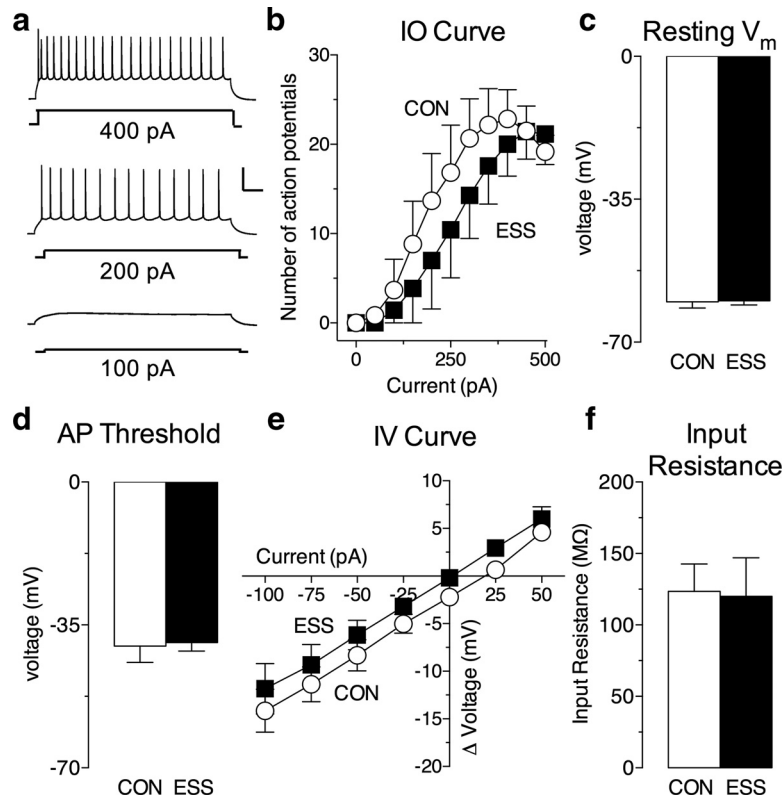 a
400 pA
200 pA
100 pA
b
IO Curve
Number of action potentials
30
20
10
0
CON
ESS
0
250
500
Current (pA)
c
Resting Vm
voltage (mV)
0
-35
-70
CON
ESS
d
AP Threshold
voltage (mV)
0
-35
-70
CON
ESS
e
IV Curve
Current (pA)
-100
-75
-50
-25
25
50
10
5
-5
-10
-15
-20
Δ Voltage (mV)
ESS
CON
f
Input
Resistance
Input Resistance (MΩ)
200
150
100
50
0
CON
ESS